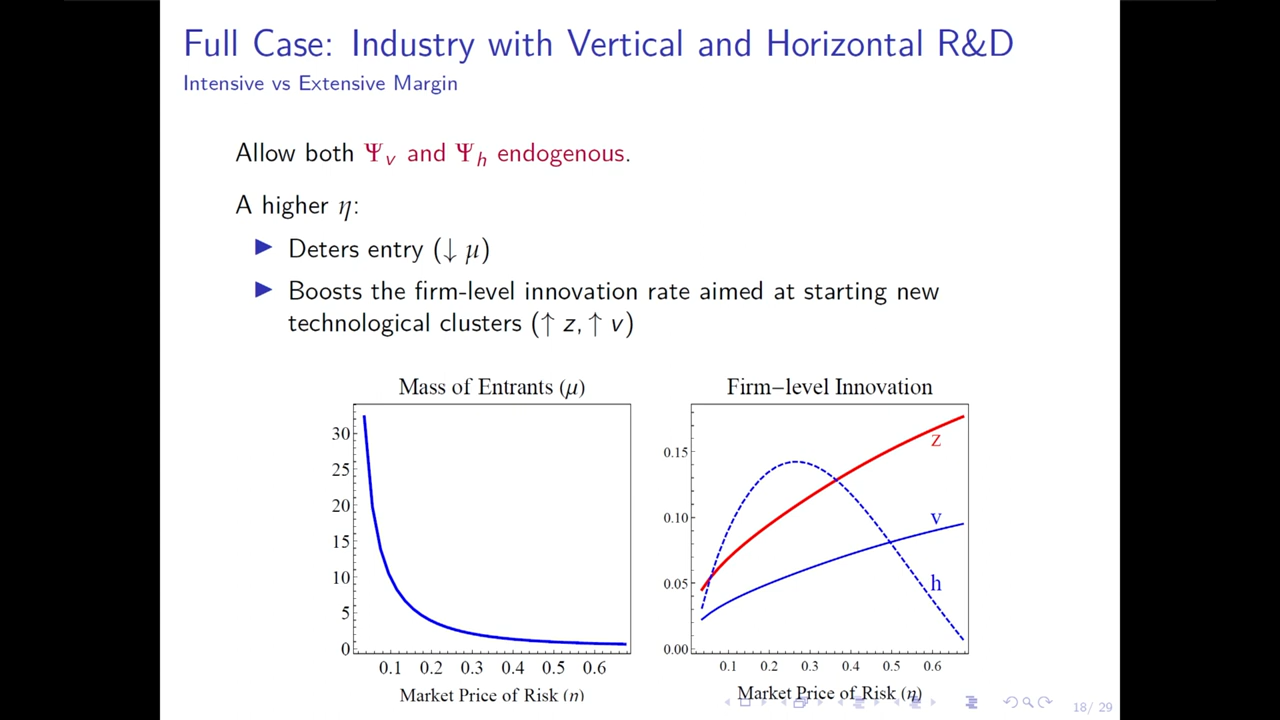 Full Case: Industry with Vertical and Horizontal R&D
Intensive vs Extensive Margin
Allow both Ψv and Ψh endogenous.
A higher η:
▶ Deters entry (↓ μ)
▶ Boosts the firm-level innovation rate aimed at starting new
technological clusters (↑ z, ↑ v)
Mass of Entrants (μ)
30
25
20
15
10
5
0
0.1 0.2 0.3 0.4 0.5 0.6
Market Price of Risk (η)
Firm–level Innovation
0.15
0.10
0.05
0.00
z
v
h
0.1 0.2 0.3 0.4 0.5 0.6
Market Price of Risk (η)
18/ 29